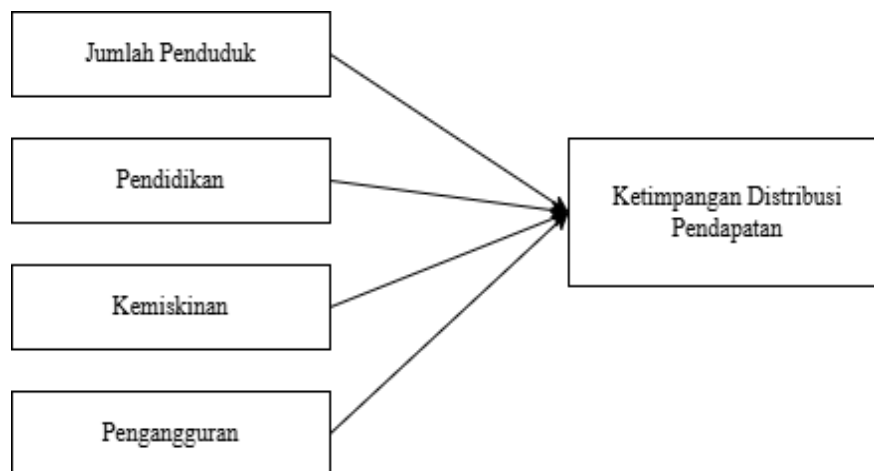 Jumlah Penduduk
Pendidikan
Kemiskinan
Pengangguran
Ketimpangan Distribusi
Pendapatan